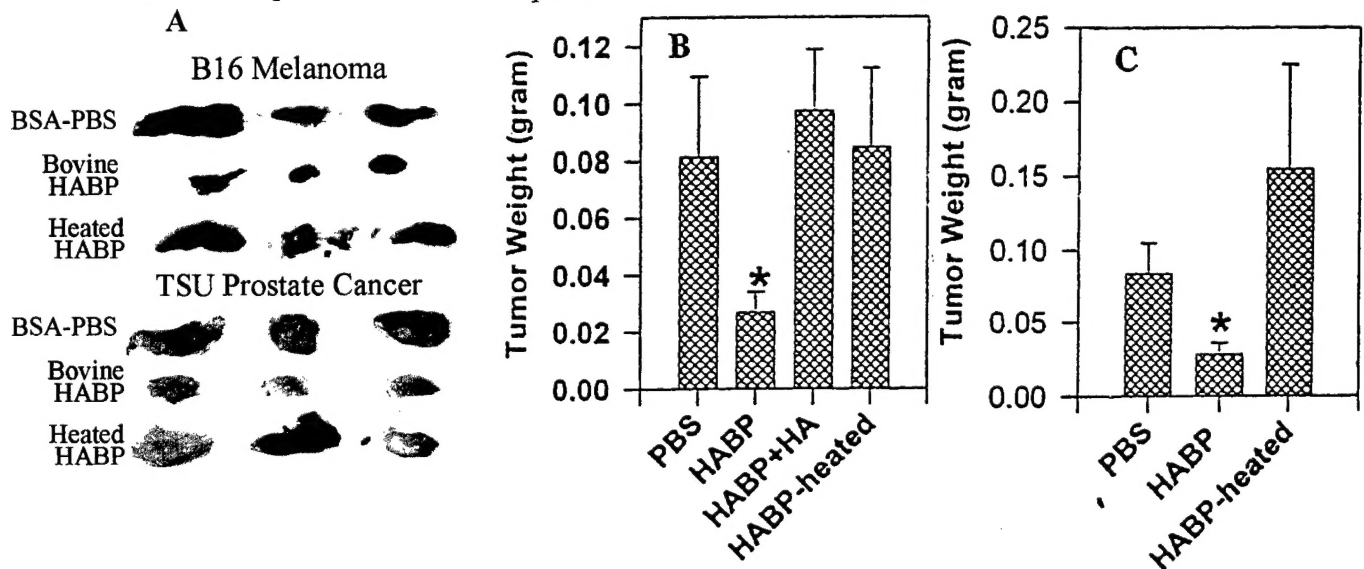 A
B16 Melanoma
BSA-PBS
Bovine
HABP
Heated
HABP
TSU Prostate Cancer
BSA-PBS
Bovine
HABP
Heated
HABP
B
Tumor Weight (gram)
0.12
0.10
0.08
0.06
0.04
0.02
0.00
*
PBS
HABP
HABP+HA
HABP-heated
C
Tumor Weight (gram)
0.25
0.20
0.15
0.10
0.05
0.00
*
PBS
HABP
HABP-heated